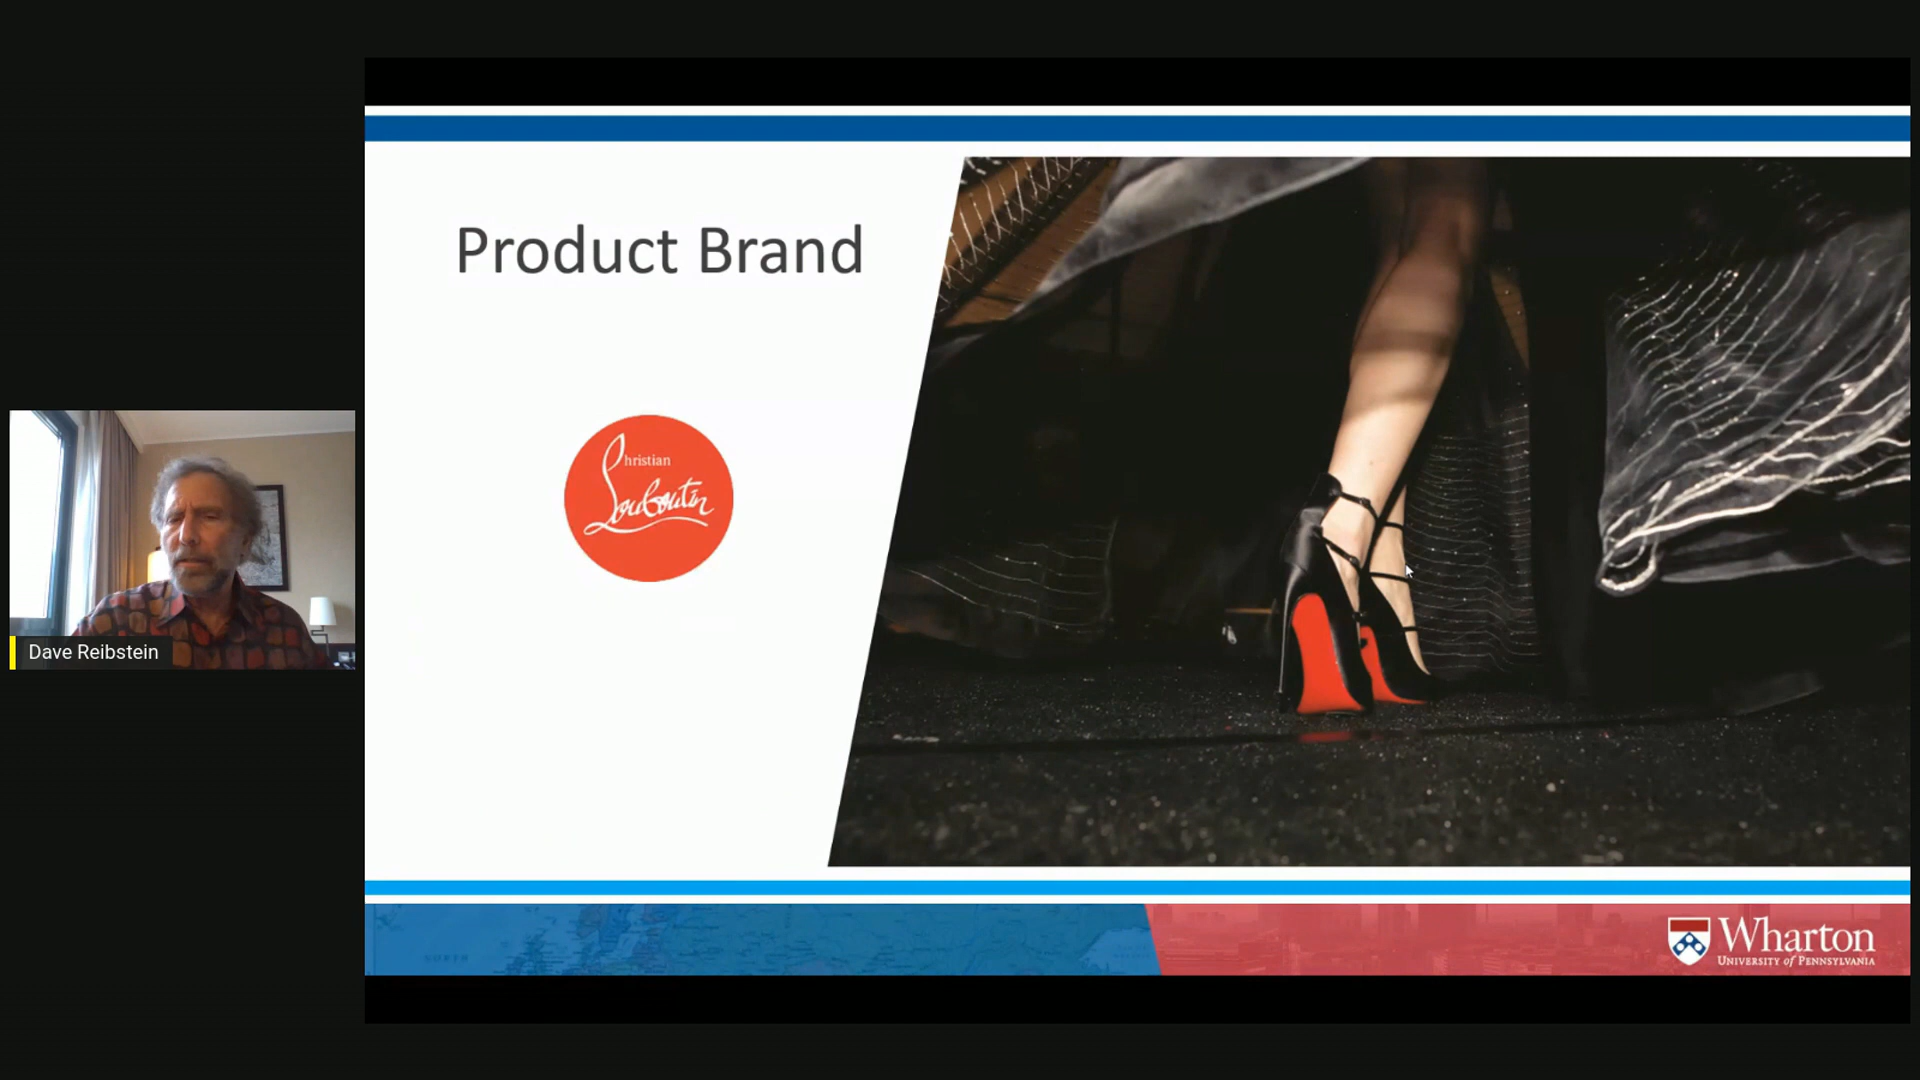 Product Brand
Christian
Louboutin
Dave Reibstein
Wharton
UNIVERSITY of PENNSYLVANIA